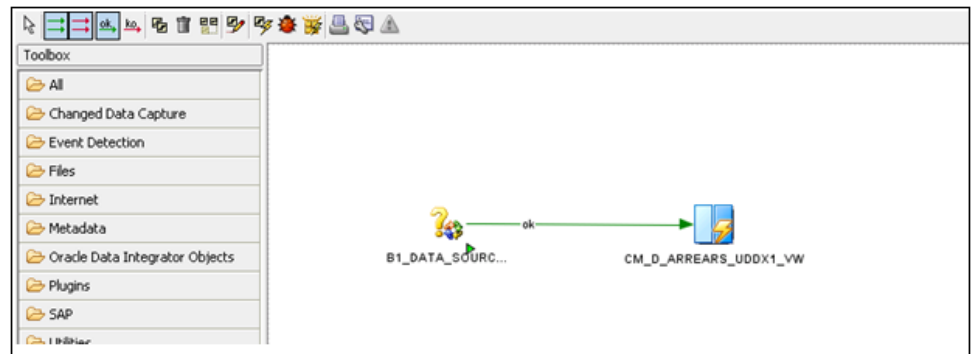 ok
ko
Toolbox
All
Changed Data Capture
Event Detection
Files
Internet
Metadata
Oracle Data Integrator Objects
Plugins
SAP
Utilities
ok
B1_DATA_SOURC...
CM_D_ARREARS_UDDX1_VW